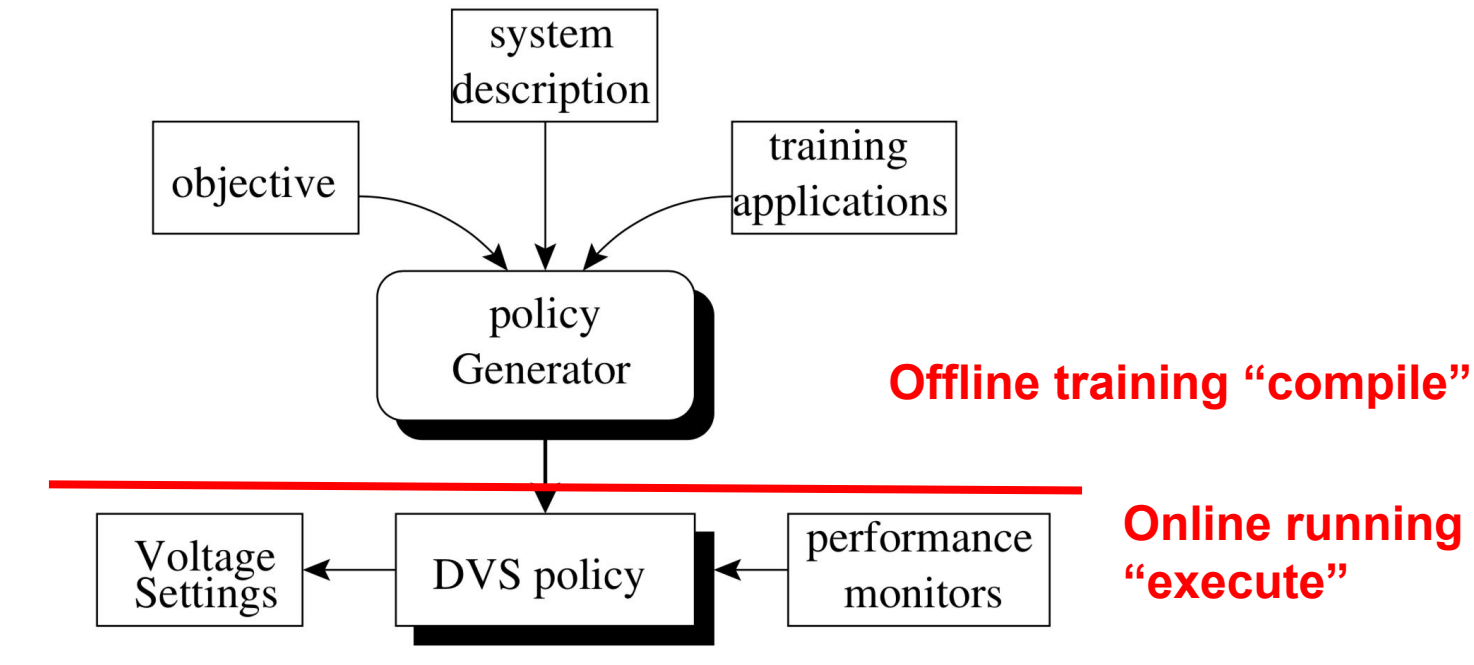 system
description
objective
training
applications
policy
Generator
Offline training “compile”
Voltage
Settings
DVS policy
performance
monitors
Online running
“execute”